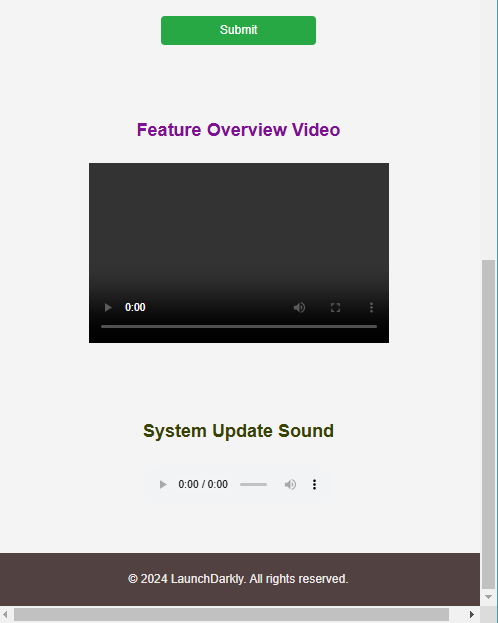 Submit
Feature Overview Video
0:00
System Update Sound
0:00 / 0:00
© 2024 LaunchDarkly. All rights reserved.